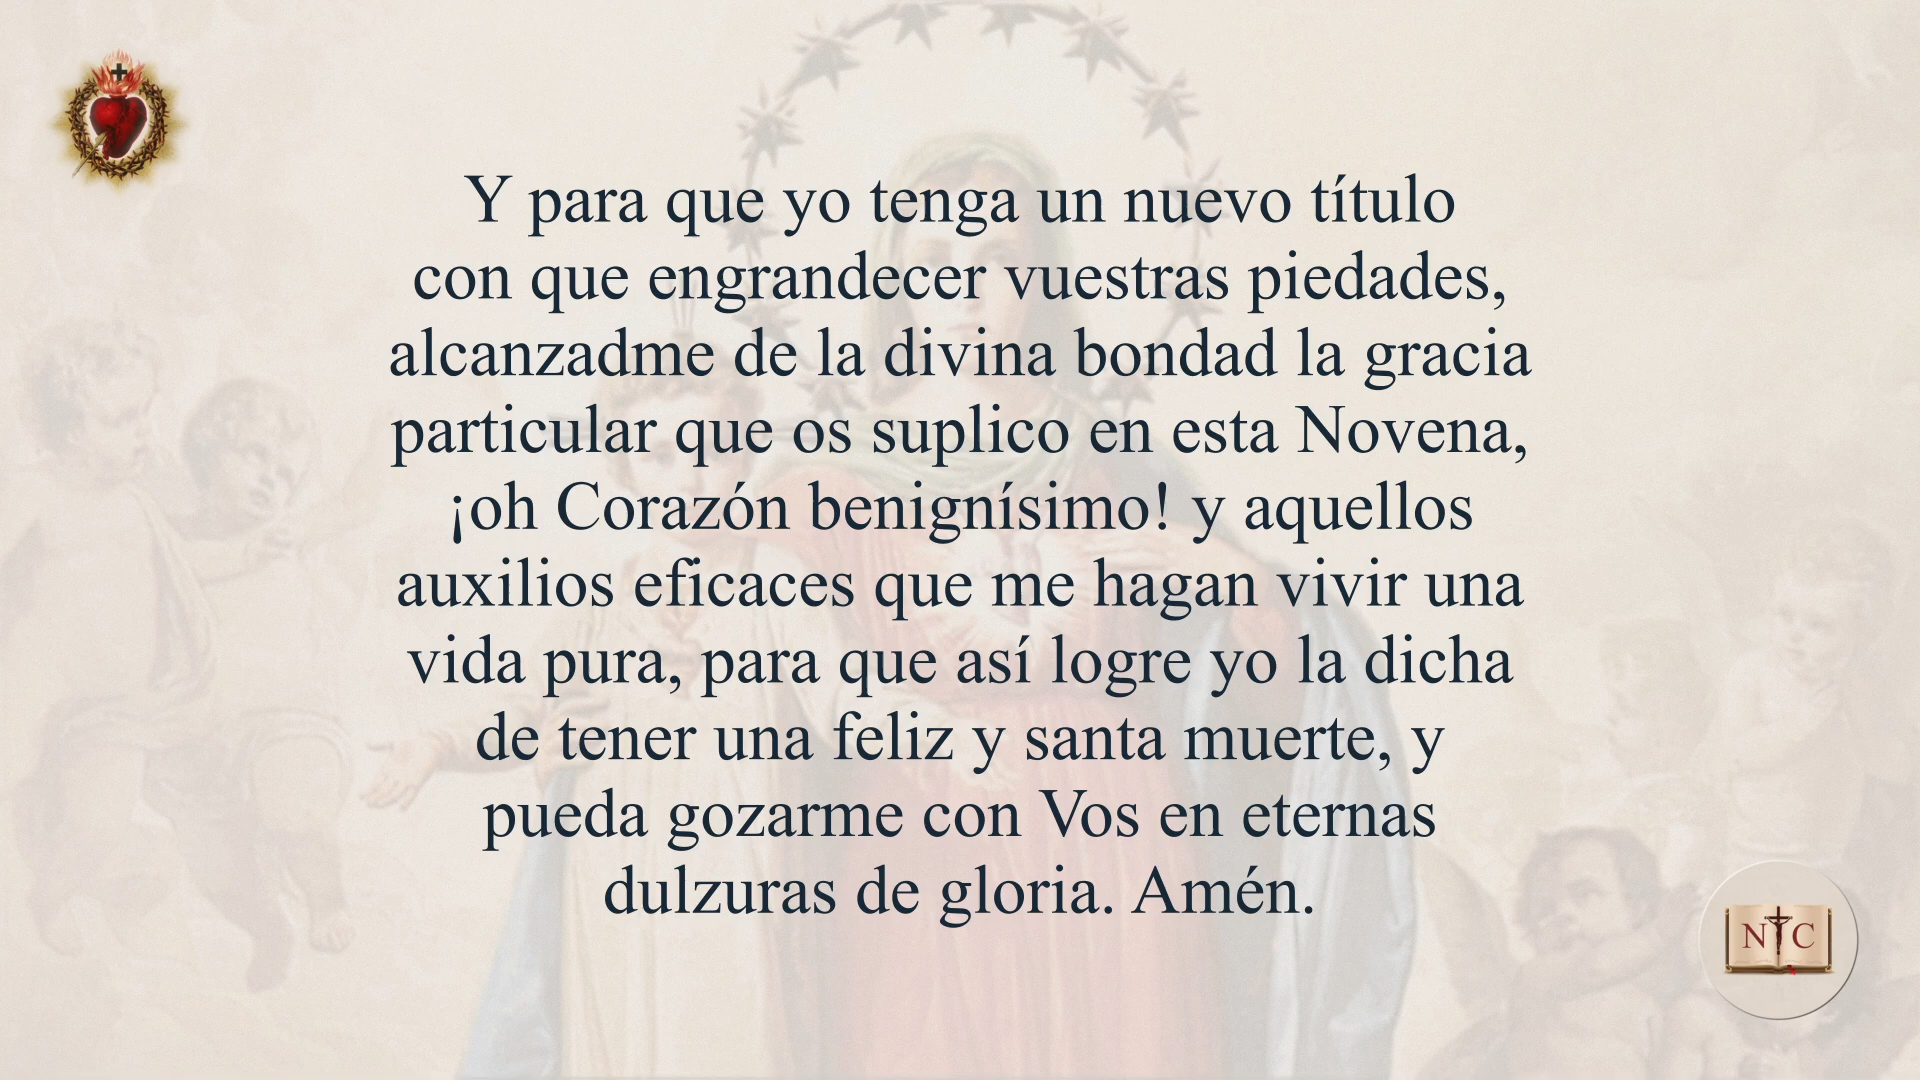 Y para que yo tenga un nuevo título
con que engrandecer vuestras piedades,
alcanzadme de la divina bondad la gracia
particular que os suplico en esta Novena,
¡oh Corazón benignísimo! y aquellos
auxilios eficaces que me hagan vivir una
vida pura, para que así logre yo la dicha
de tener una feliz y santa muerte, y
pueda gozarme con Vos en eternas
dulzuras de gloria. Amén.
N C